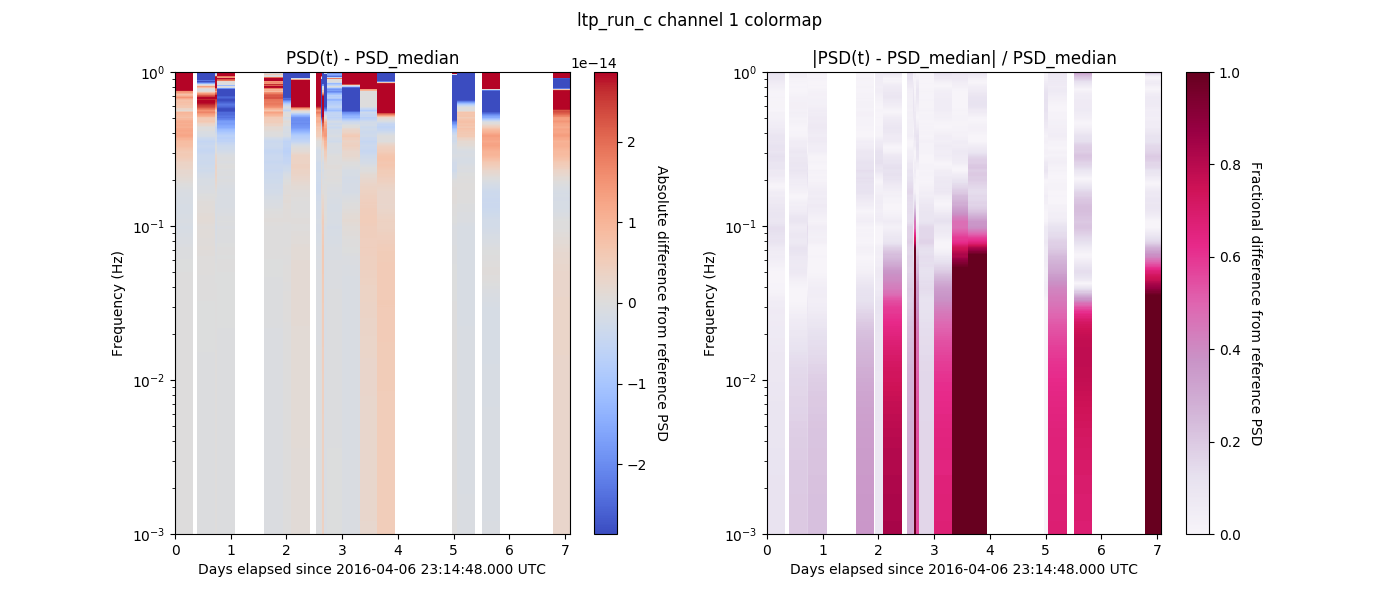 ltp_run_c channel 1 colormap
PSD(t) - PSD_median
1e−14
10⁰
10⁻¹
10⁻²
10⁻³
Frequency (Hz)
0 1 2 3 4 5 6 7
Days elapsed since 2016-04-06 23:14:48.000 UTC
2
1
0
−1
−2
Absolute difference from reference PSD
|PSD(t) - PSD_median| / PSD_median
10⁰
10⁻¹
10⁻²
10⁻³
Frequency (Hz)
0 1 2 3 4 5 6 7
Days elapsed since 2016-04-06 23:14:48.000 UTC
1.0
0.8
0.6
0.4
0.2
0.0
Fractional difference from reference PSD